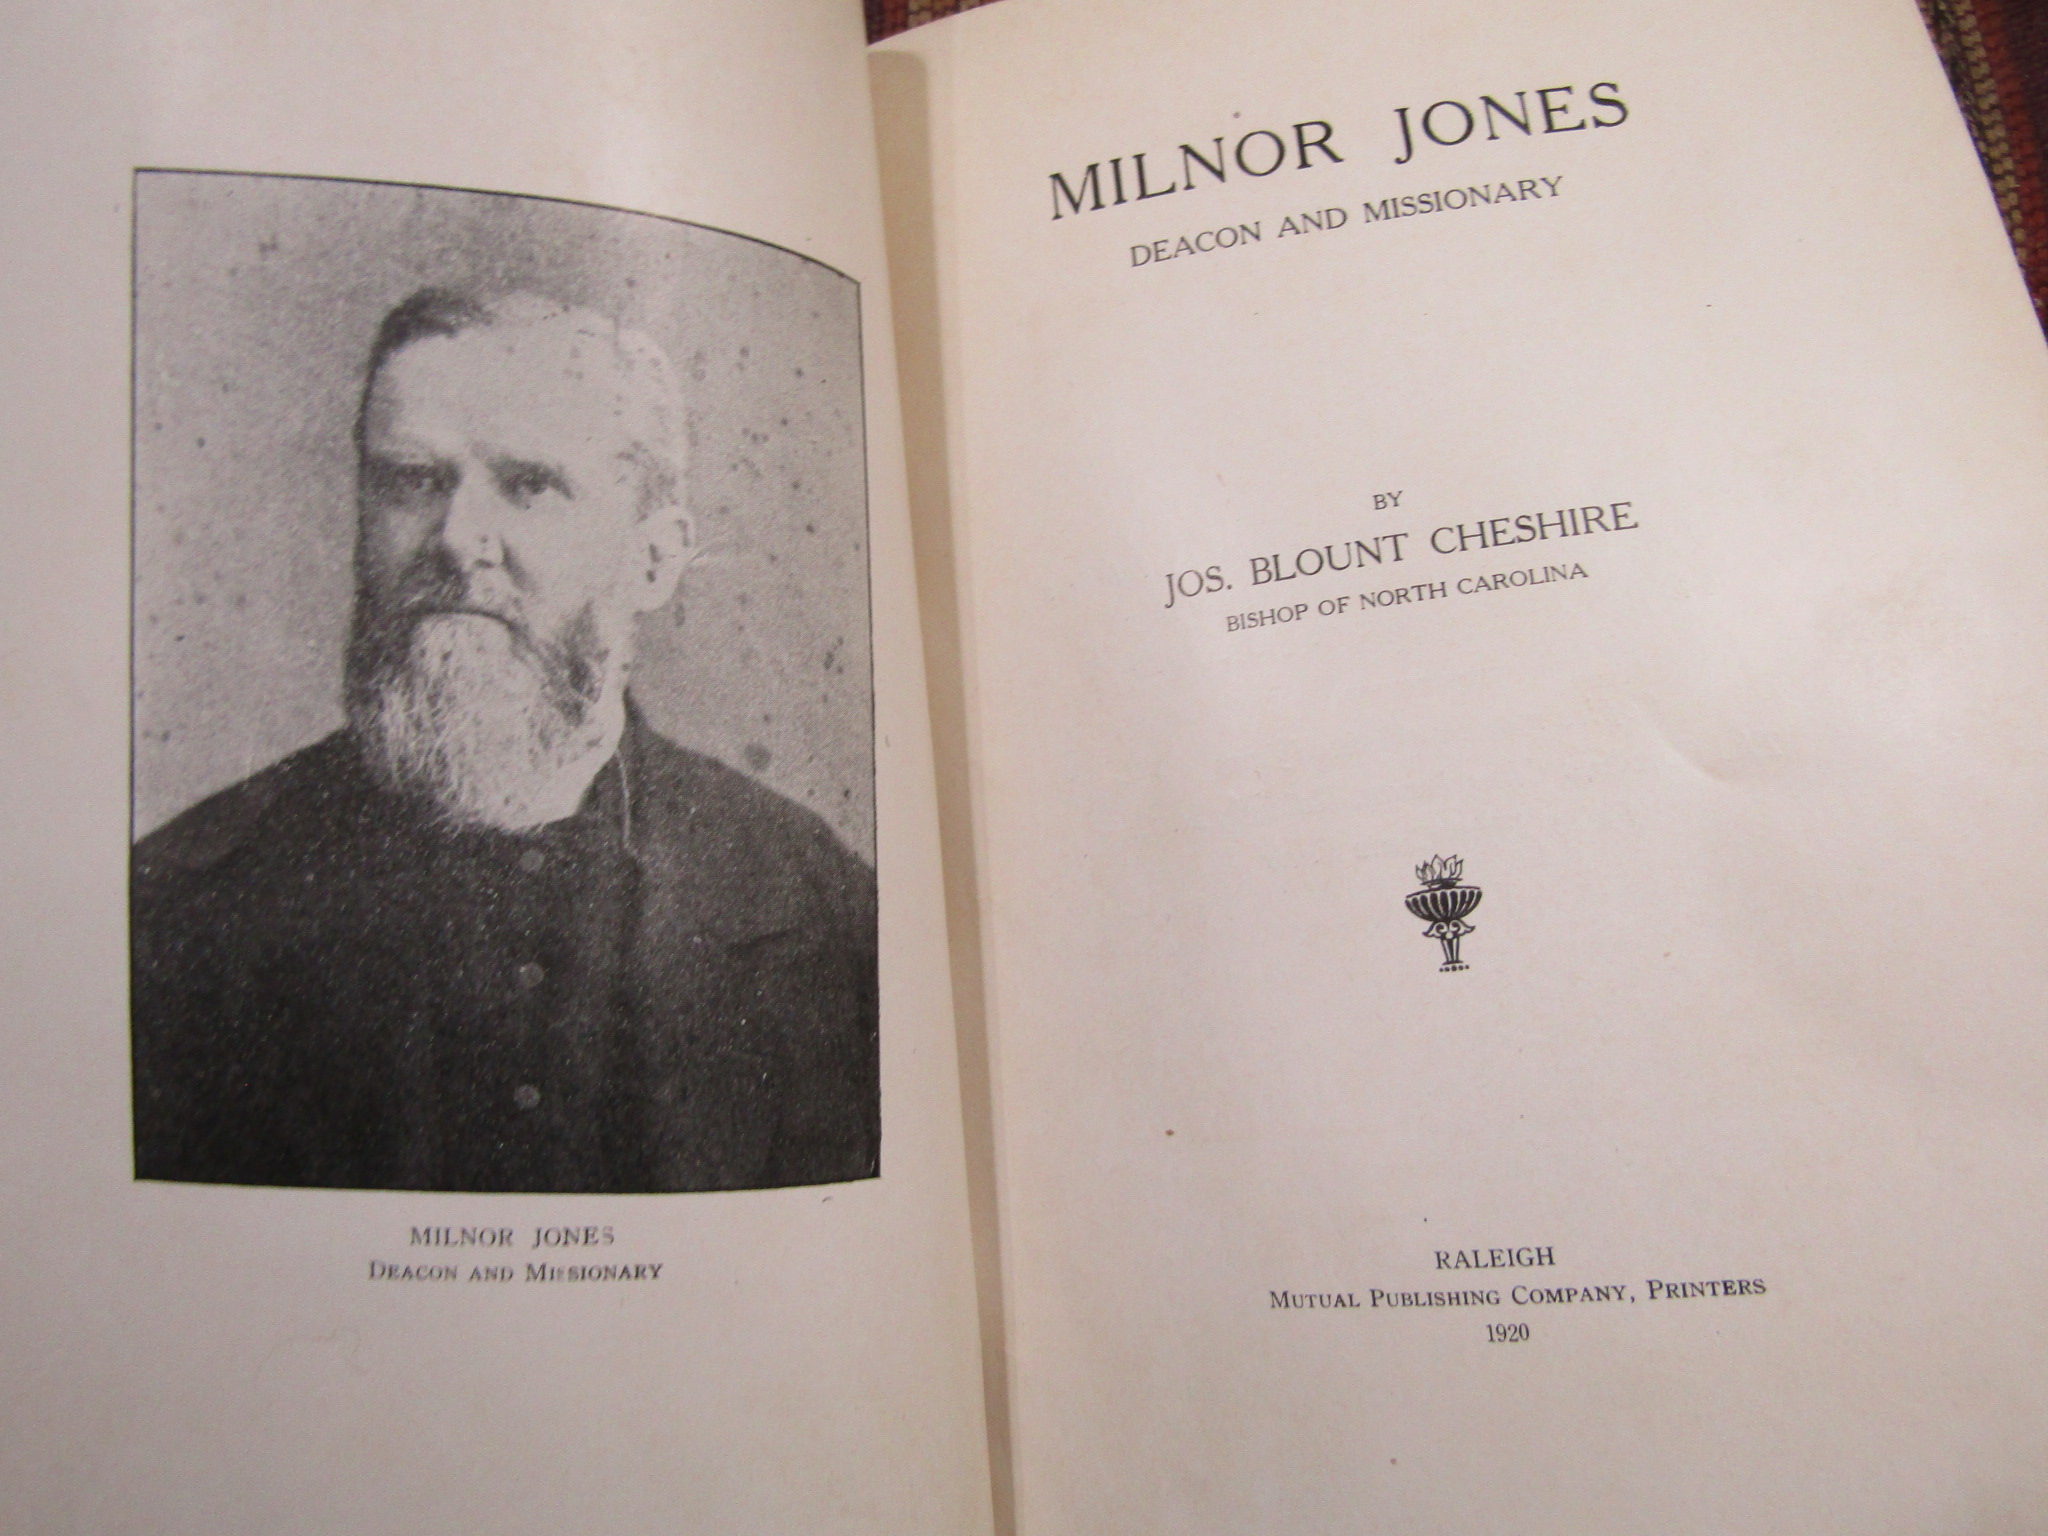 MILNOR JONES
DEACON AND MISSIONARY
MILNOR JONES
DEACON AND MISSIONARY
BY
JOS. BLOUNT CHESHIRE
BISHOP OF NORTH CAROLINA
RALEIGH
MUTUAL PUBLISHING COMPANY, PRINTERS
1920